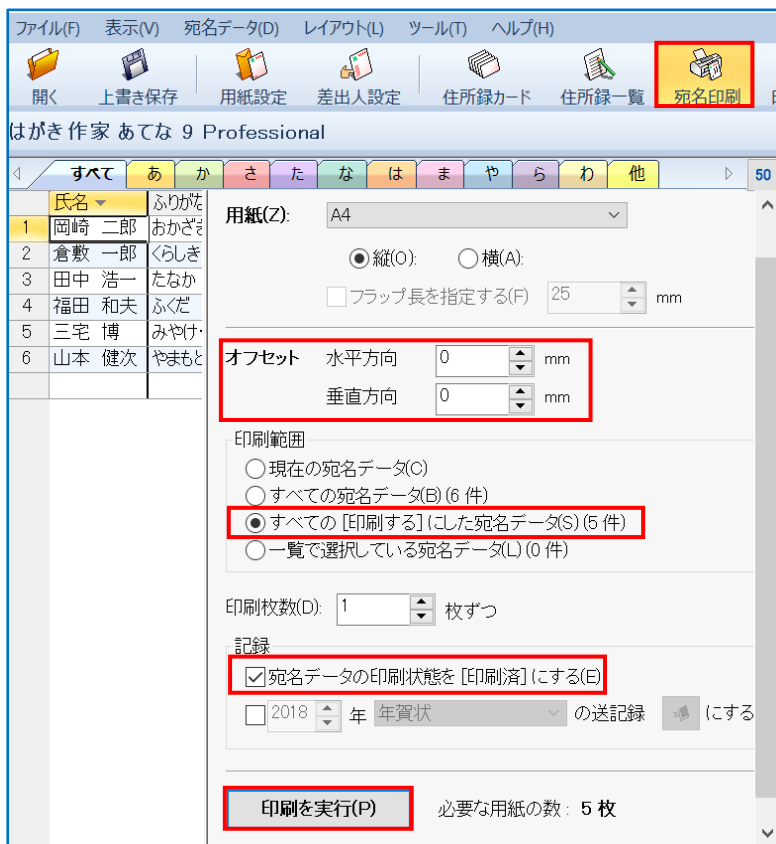 ファイル(F) 表示(V) 宛名データ(D) レイアウト(L) ツール(T) ヘルプ(H)
開く 上書き保存 用紙設定 差出人設定 住所録カード 住所録一覧 宛名印刷
はがき作家 あてな 9 Professional
すべて あ か さ た な は ま や ら わ 他 50
氏名 ふりがな
1 岡崎 二郎 おかざき
2 倉敷 一郎 くらしき
3 田中 浩一 たなか
4 福田 和夫 ふくだ
5 三宅 博 みやけ
6 山本 健次 やまもと
用紙(Z): A4
縦(O): 横(A):
フラップ長を指定する(F) 25 mm
オフセット 水平方向 0 mm
垂直方向 0 mm
印刷範囲
現在の宛名データ(C)
すべての宛名データ(B) (6 件)
すべての [印刷する] にした宛名データ(S) (5 件)
一覧で選択している宛名データ(L) (0 件)
印刷枚数(D): 1 枚ずつ
記録
宛名データの印刷状態を [印刷済] にする(E)
2018 年 年賀状 の送記録 にする
印刷を実行(P) 必要な用紙の数 : 5 枚